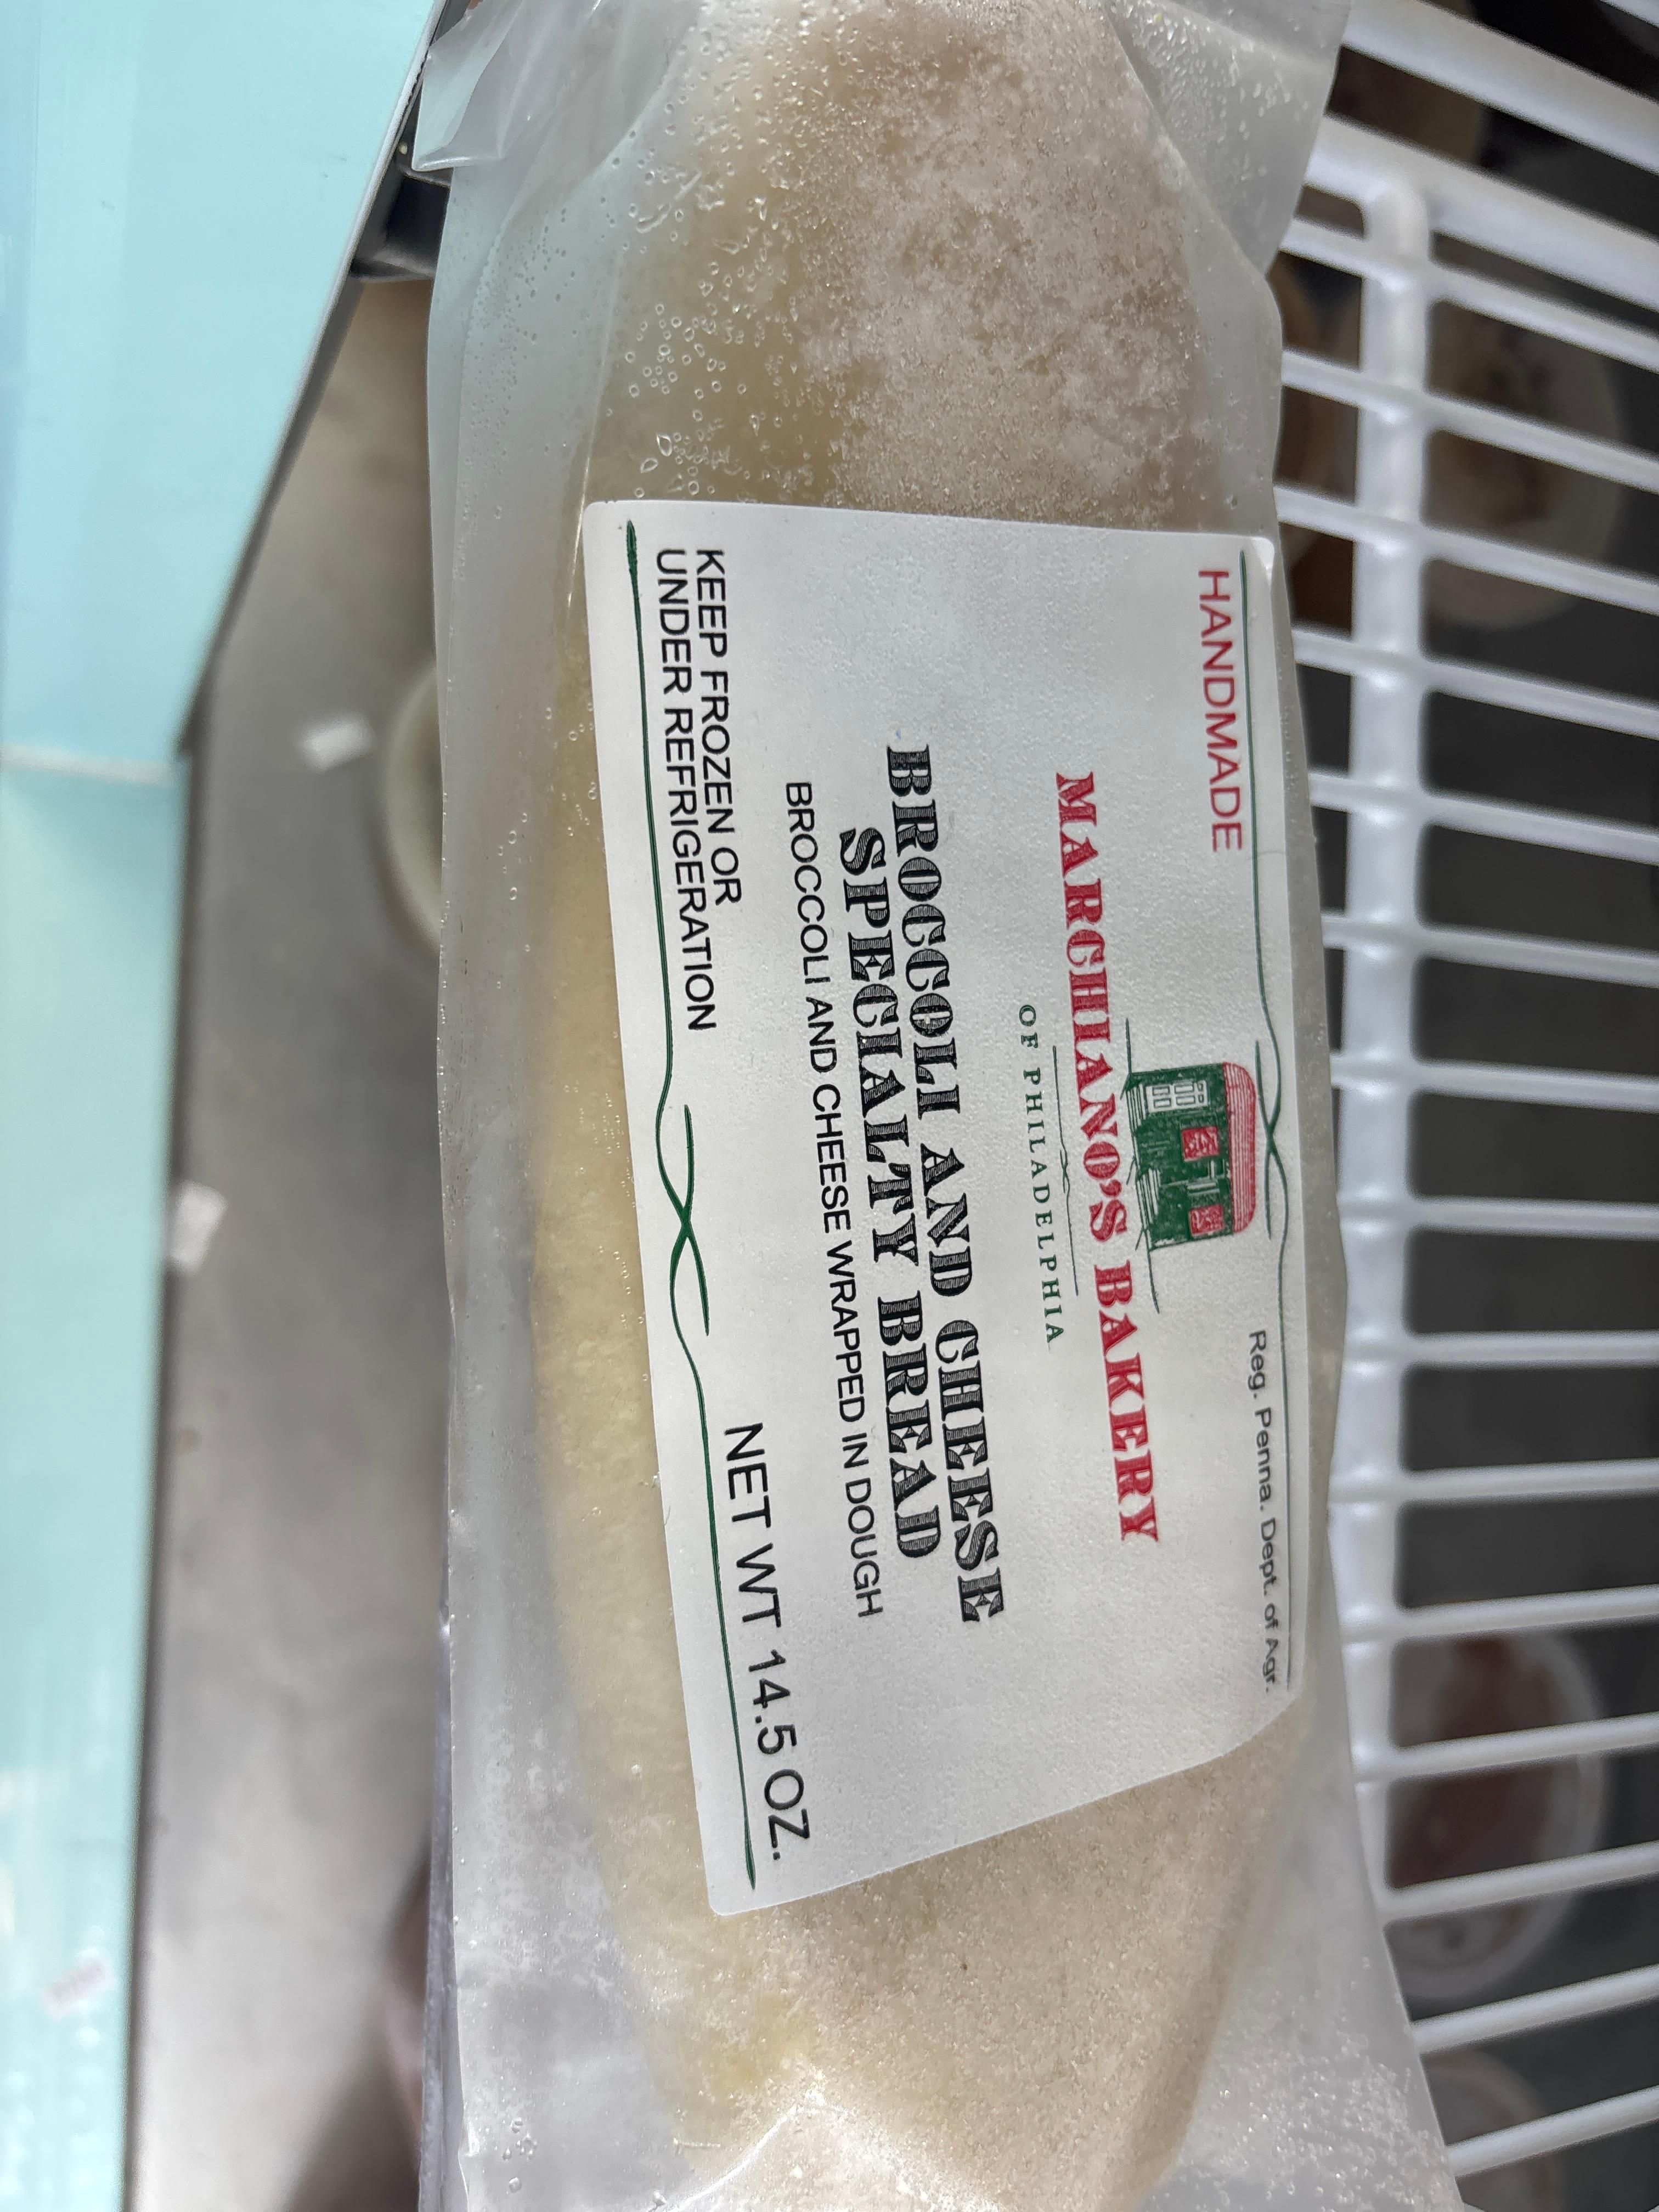 HANDMADE
Reg. Penna. Dept. of Agr.
MARCHIANO'S BAKERY
OF PHILADELPHIA
BROCCOLI AND CHEESE
SPECIALTY BREAD
BROCCOLI AND CHEESE WRAPPED IN DOUGH
KEEP FROZEN OR
UNDER REFRIGERATION
NET WT 14.5 OZ.